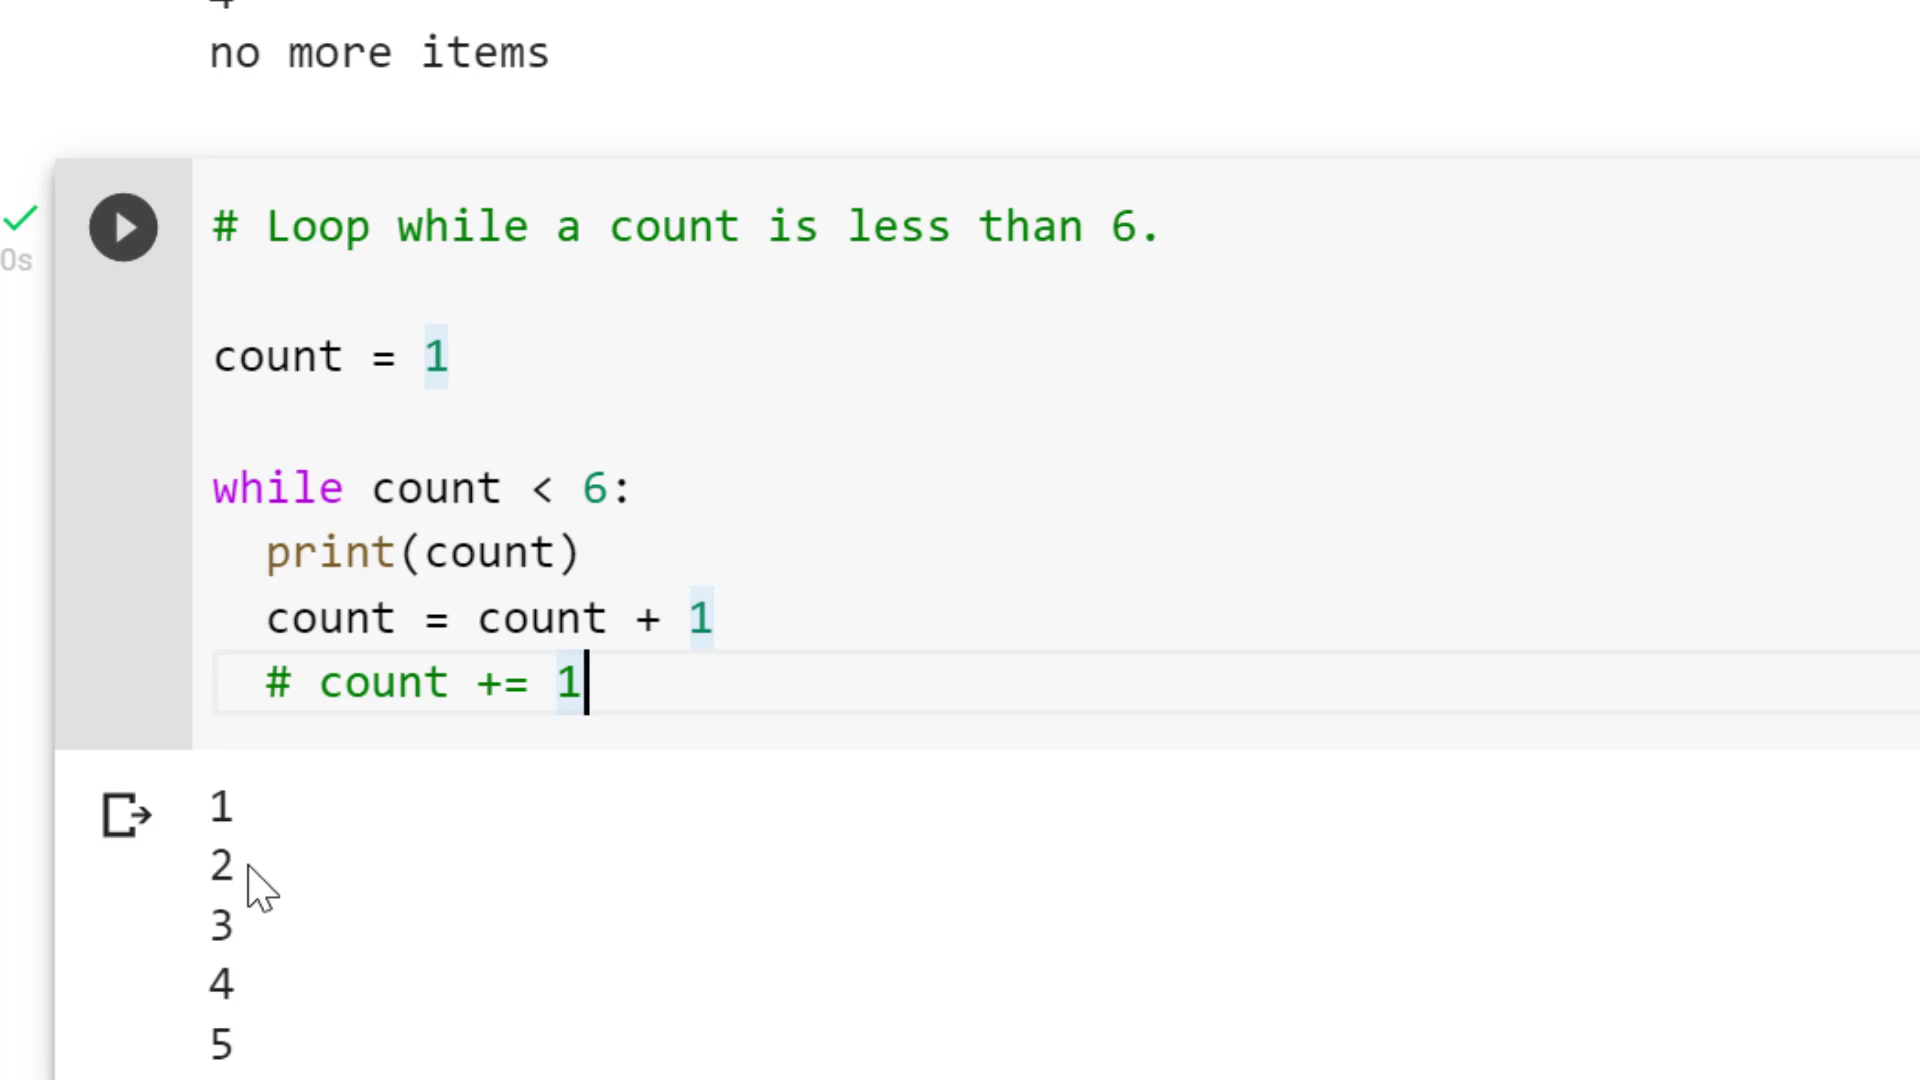 no more items
0s
# Loop while a count is less than 6.
count = 1
while count < 6:
  print(count)
  count = count + 1
  # count += 1
1
2
3
4
5